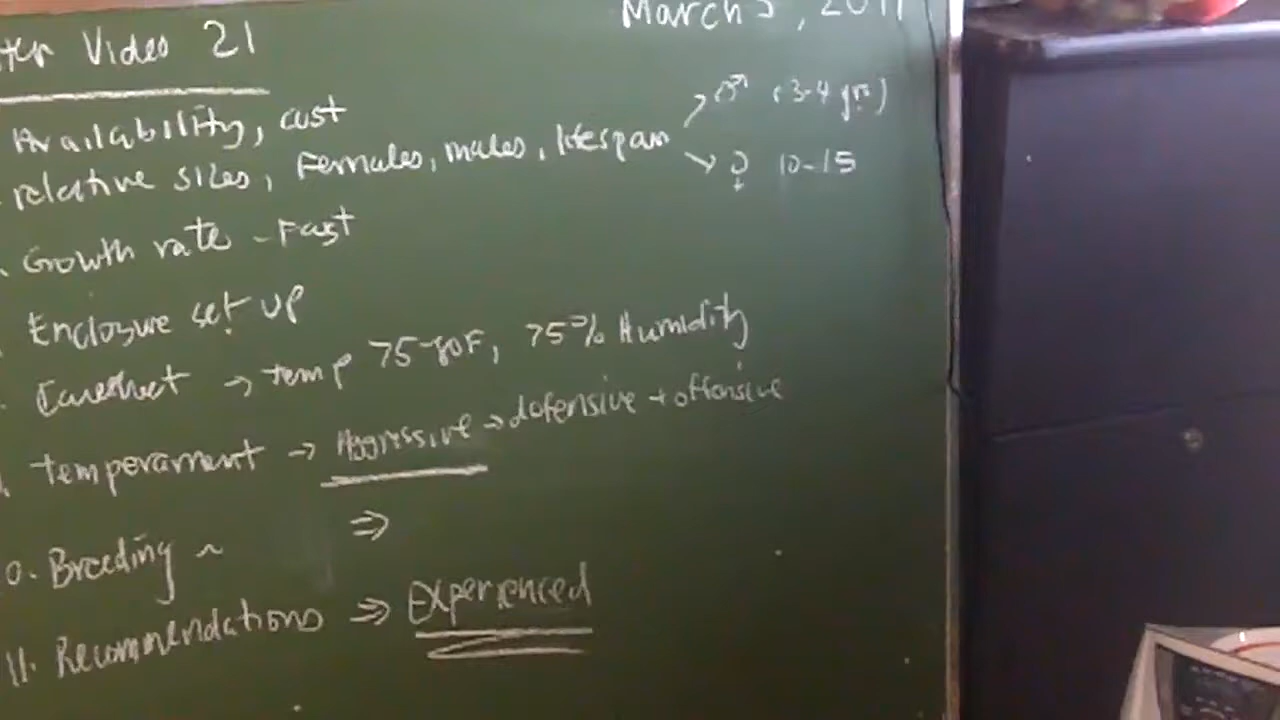 March 5, 2011
Video 21
Availability, cost
relative sizes, Females, males, lifespan → ♂ (3-4 yrs)
→ ♀ 10-15
Growth rate - Fast
Enclosure set up
→ temp 75-80F, 75% Humidity
temperament → Aggressive → defensive + offensive
⇒
0. Breeding ~
11. Recommendations ⇒ Experienced